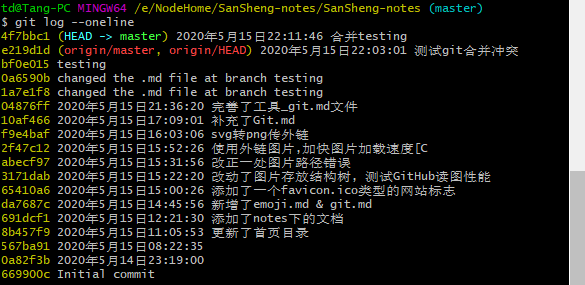 td@Tang-PC MINGW64 /e/NodeHome/SanSheng-notes/SanSheng-notes (master)
$ git log --oneline
4f7bbc1 (HEAD -> master) 2020年5月15日22:11:46 合并testing
e219d1d (origin/master, origin/HEAD) 2020年5月15日22:03:01 测试git合并冲突
bf0e015 testing
0a6590b changed the .md file at branch testing
1a7e1f8 changed the .md file at branch testing
04876ff 2020年5月15日21:36:20 完善了工具_git.md文件
10af466 2020年5月15日17:09:01 补充了Git.md
f9e4baf 2020年5月15日16:03:06 svg转png传外链
2f47c12 2020年5月15日15:52:26 使用外链图片,加快图片加载速度[C
abecf97 2020年5月15日15:31:56 改正一处图片路径错误
3171dab 2020年5月15日15:22:20 改动了图片存放结构树，测试GitHub读图性能
65410a6 2020年5月15日15:00:26 添加了一个favicon.ico类型的网站标志
da7687c 2020年5月15日14:45:56 新增了emoji.md & git.md
691dcf1 2020年5月15日12:21:30 添加了notes下的文档
8b457f9 2020年5月15日11:05:53 更新了首页目录
567ba91 2020年5月15日08:22:35
0a82f3b 2020年5月14日23:19:00
669900c Initial commit